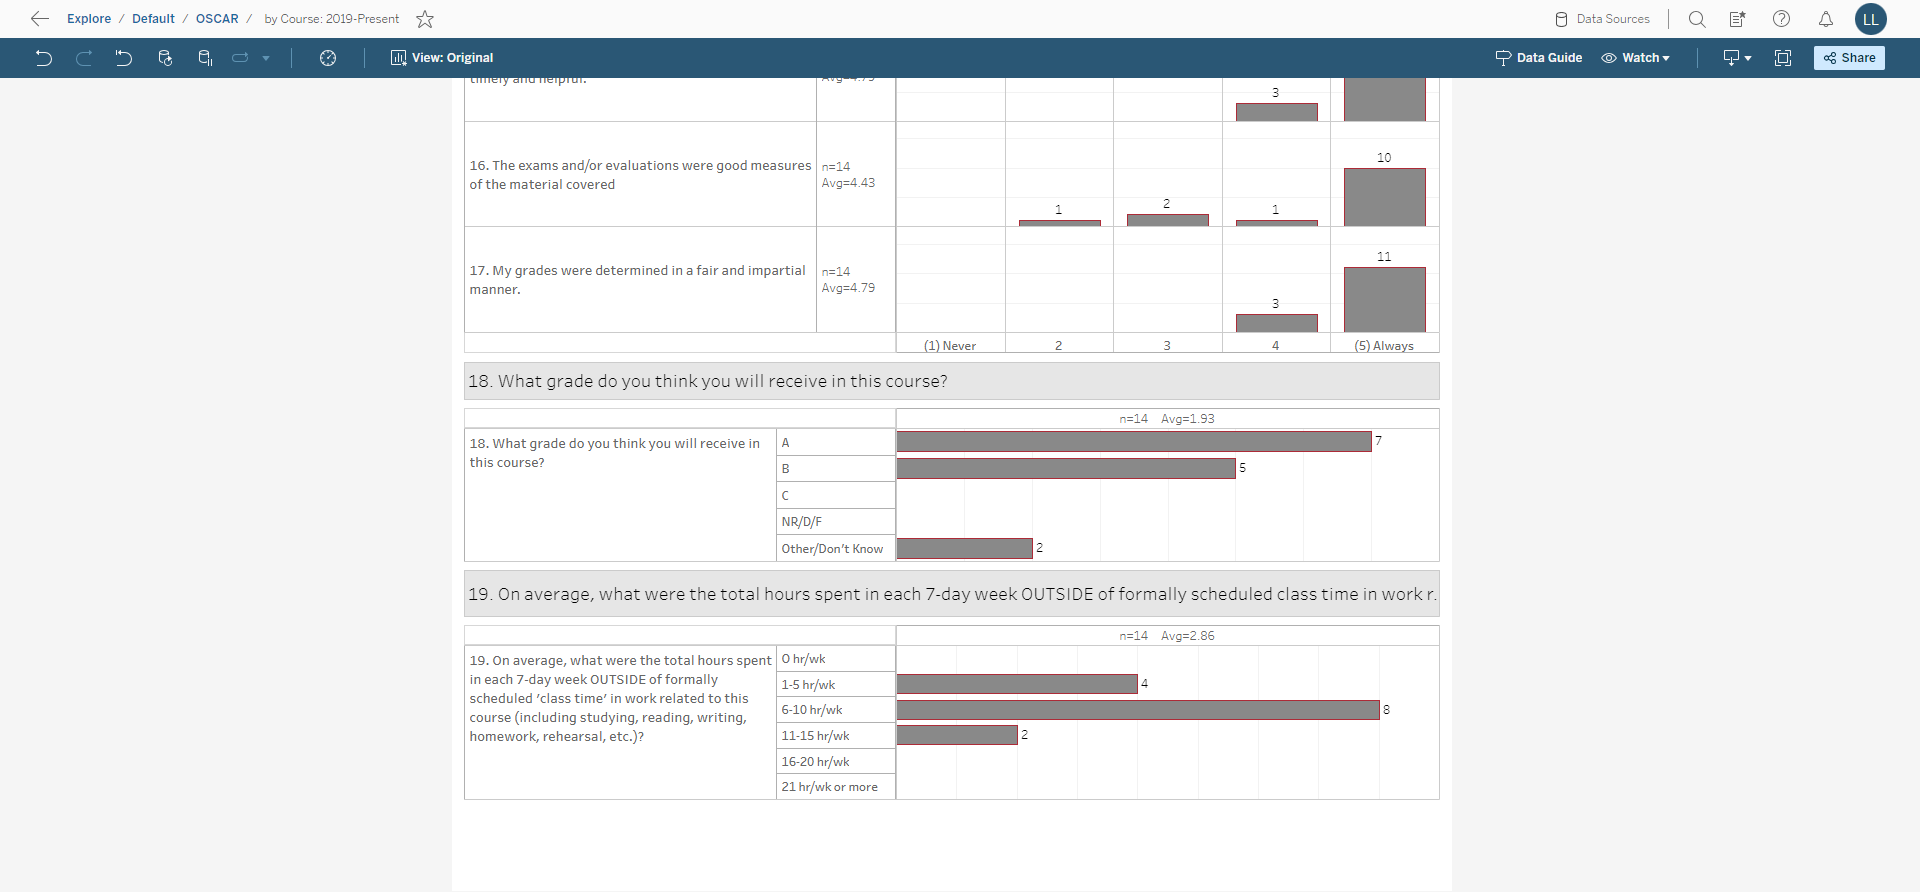 Explore / Default / OSCAR / by Course: 2019-Present
Data Sources
LL
View: Original
Data Guide
Watch
Share
timely and helpful.
Avg=4.79
3
16. The exams and/or evaluations were good measures
of the material covered
n=14
Avg=4.43
1
2
1
10
17. My grades were determined in a fair and impartial
manner.
n=14
Avg=4.79
3
11
(1) Never
2
3
4
(5) Always
18. What grade do you think you will receive in this course?
n=14 Avg=1.93
18. What grade do you think you will receive in
this course?
A
7
B
5
C
NR/D/F
Other/Don't Know
2
19. On average, what were the total hours spent in each 7-day week OUTSIDE of formally scheduled class time in work r.
n=14 Avg=2.86
19. On average, what were the total hours spent
in each 7-day week OUTSIDE of formally
scheduled ‘class time’ in work related to this
course (including studying, reading, writing,
homework, rehearsal, etc.)?
0 hr/wk
1-5 hr/wk
4
6-10 hr/wk
8
11-15 hr/wk
2
16-20 hr/wk
21 hr/wk or more